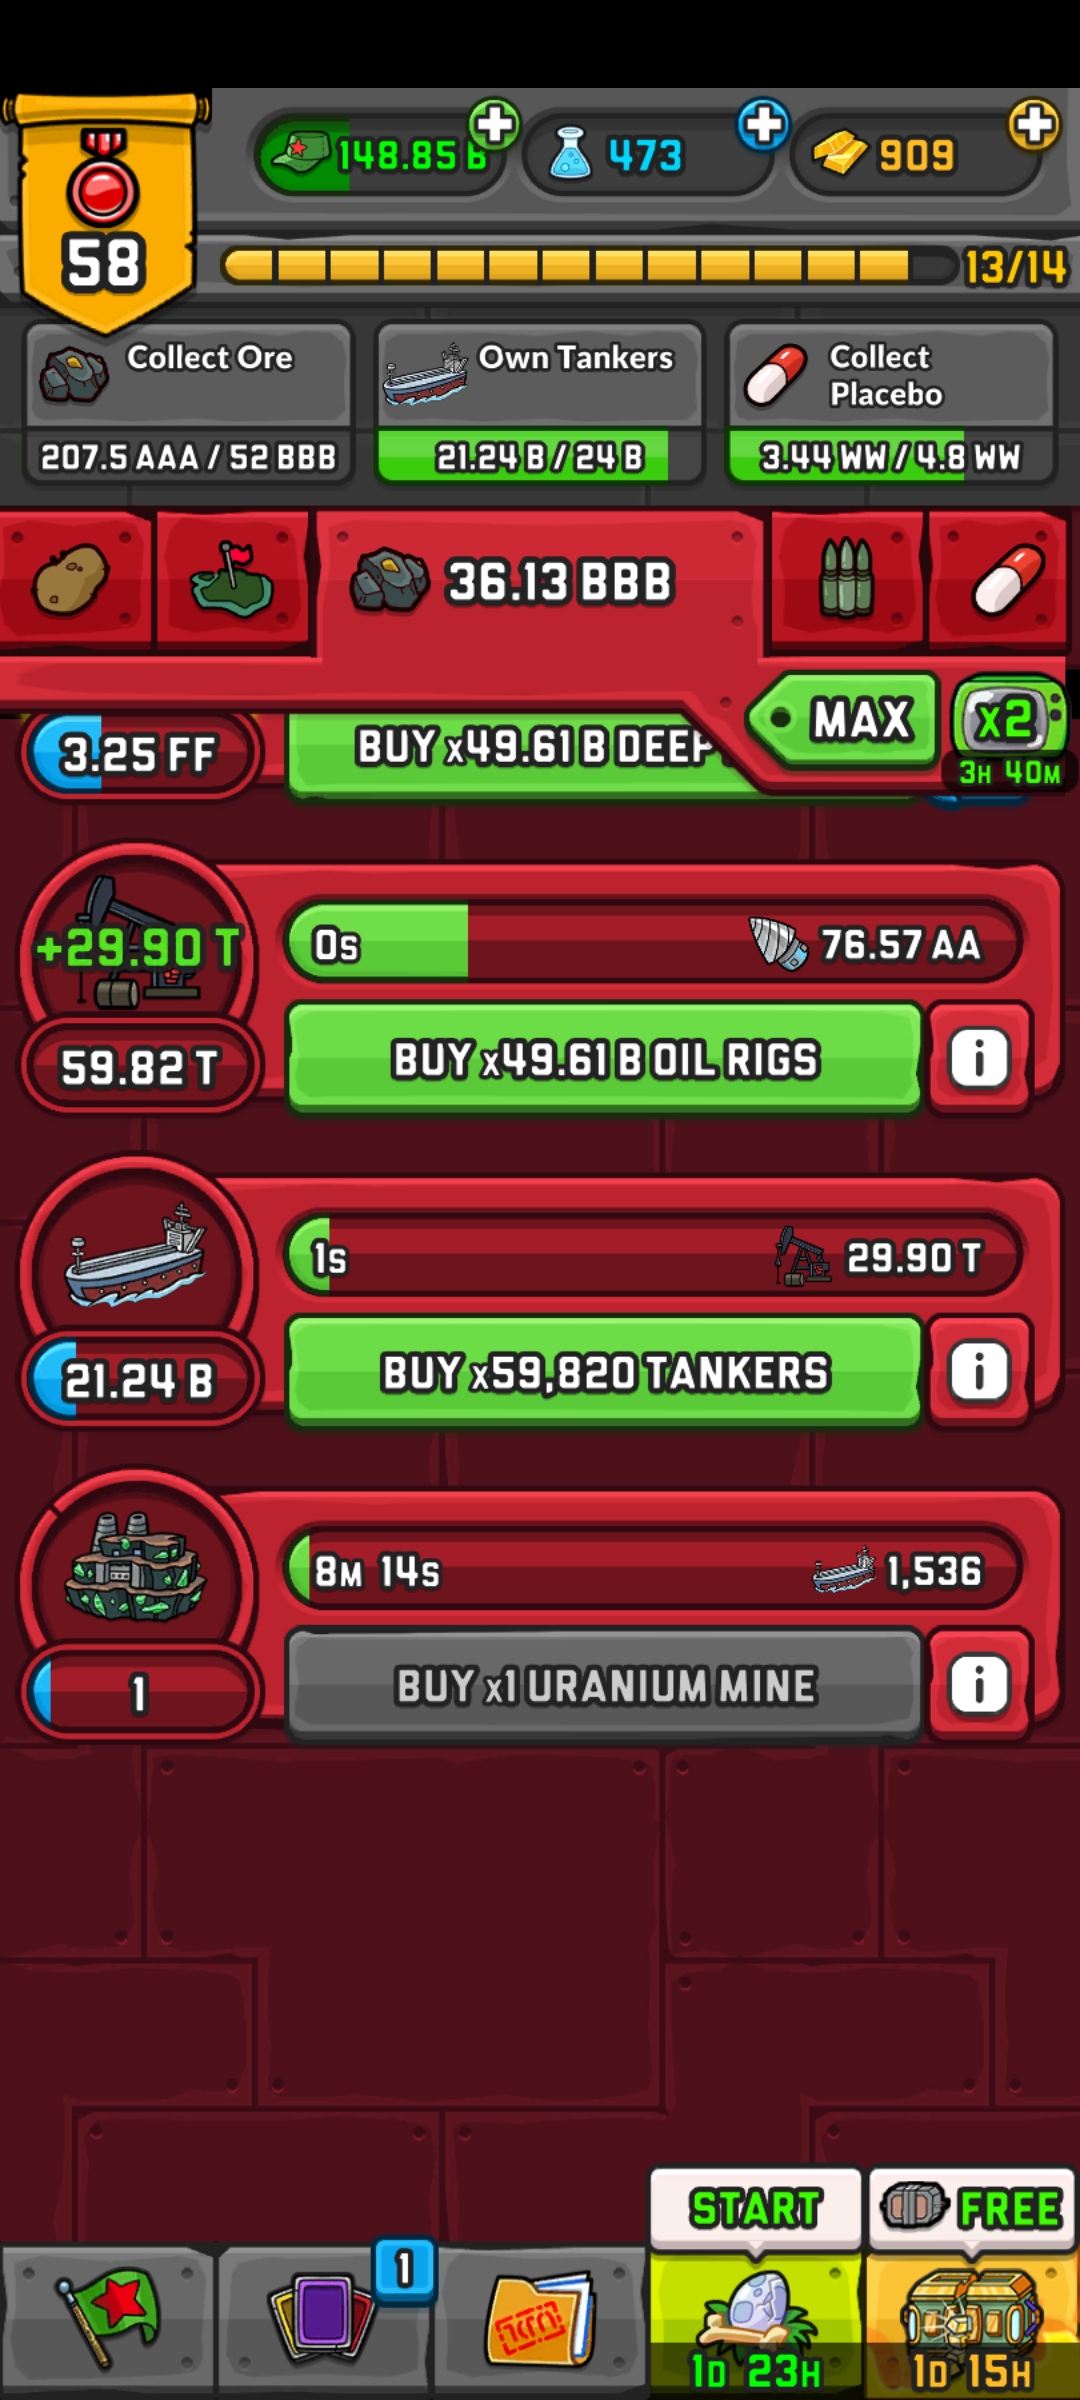 58
148.85 B
473
909
13/14
Collect Ore
207.5 AAA / 52 BBB
Own Tankers
21.24 B / 24 B
Collect
Placebo
3.44 WW / 4.8 WW
36.13 BBB
MAX
x2
3H 40M
3.25 FF
BUY x49.61 B DEEP
+29.90 T
0s
76.57 AA
59.82 T
BUY x49.61 B OIL RIGS
i
1s
29.90 T
21.24 B
BUY x59,820 TANKERS
i
8M 14s
1,536
1
BUY x1 URANIUM MINE
i
1
START
FREE
1D 23H
1D 15H